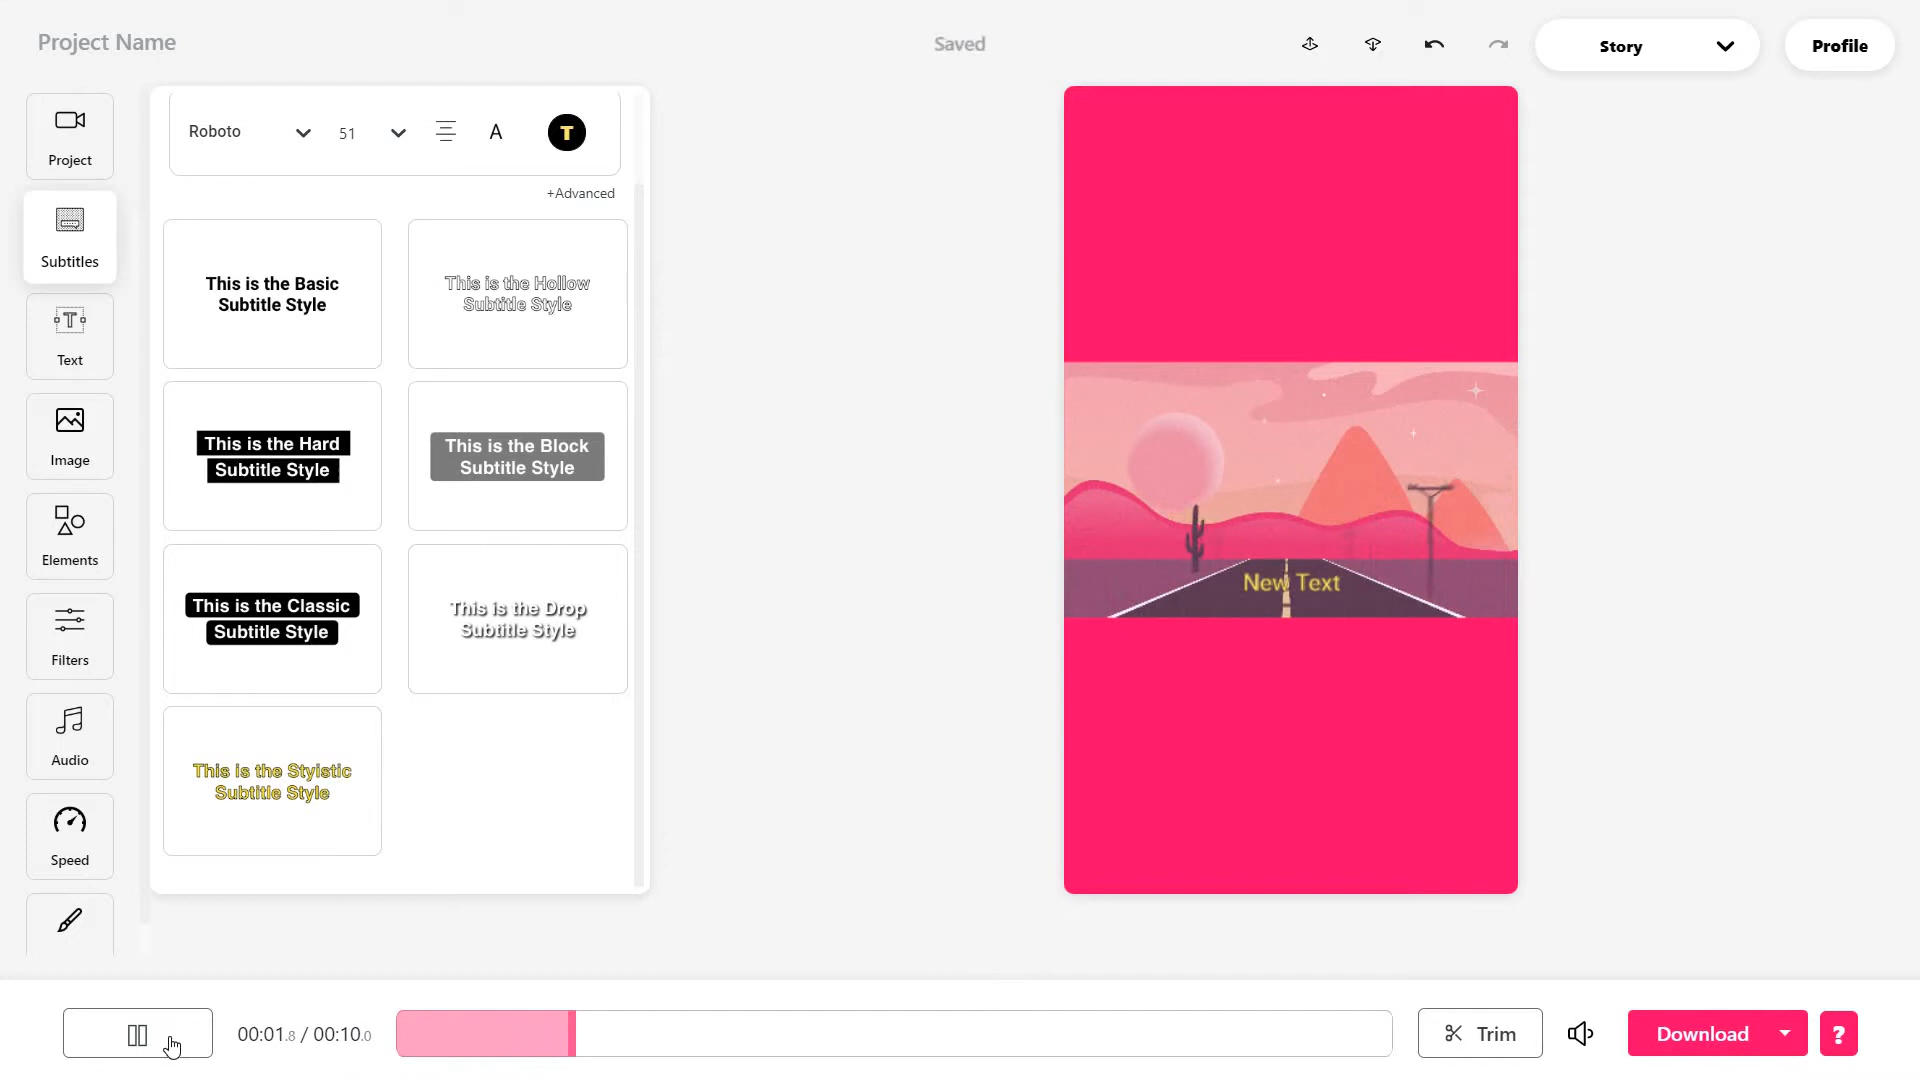 Project Name
Saved
Story
Profile
Project
Subtitles
Text
Image
Elements
Filters
Audio
Speed
Roboto
51
A
T
+Advanced
This is the Basic
Subtitle Style
This is the Hollow
Subtitle Style
This is the Hard
Subtitle Style
This is the Block
Subtitle Style
This is the Classic
Subtitle Style
This is the Drop
Subtitle Style
This is the Styistic
Subtitle Style
New Text
00:01.8 / 00:10.0
Trim
Download
?